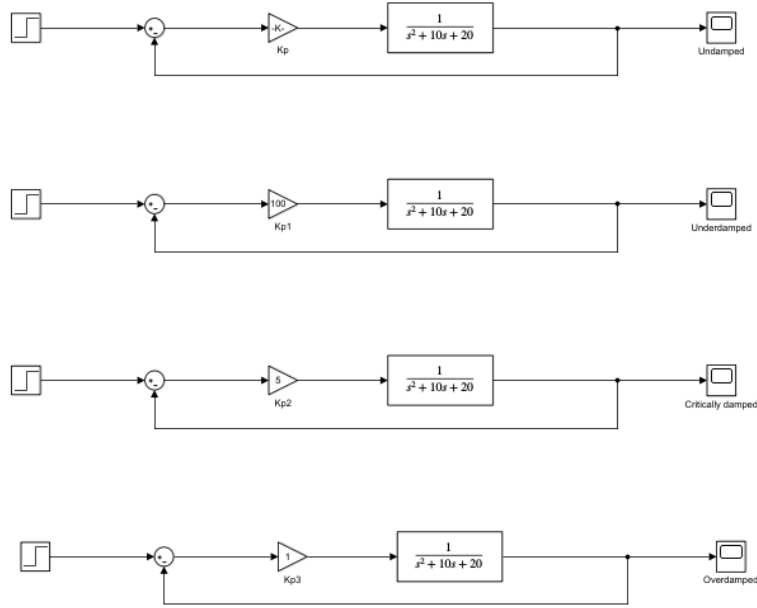 +
-
-K-
Kp
1
s² + 10s + 20
Undamped
+
-
100
Kp1
1
s² + 10s + 20
Underdamped
+
-
5
Kp2
1
s² + 10s + 20
Critically damped
+
-
1
Kp3
1
s² + 10s + 20
Overdamped